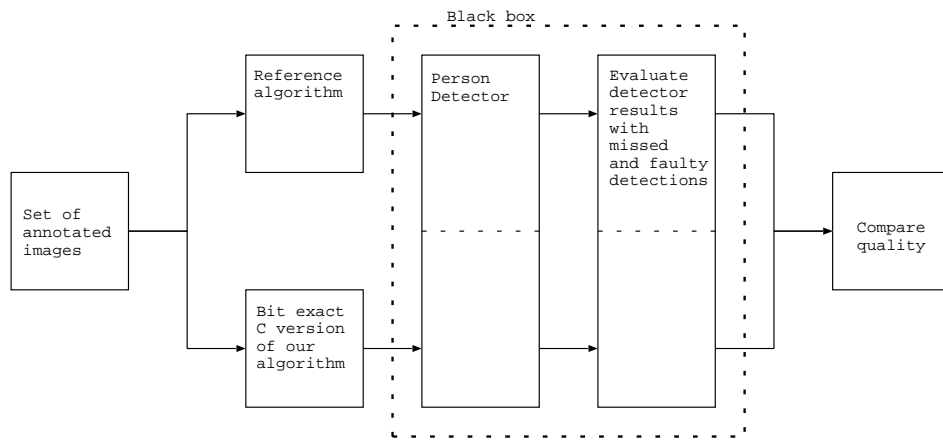 Black box
Reference
algorithm
Person
Detector
Evaluate
detector
results
with
missed
and faulty
detections
Set of
annotated
images
Compare
quality
Bit exact
C version
of our
algorithm